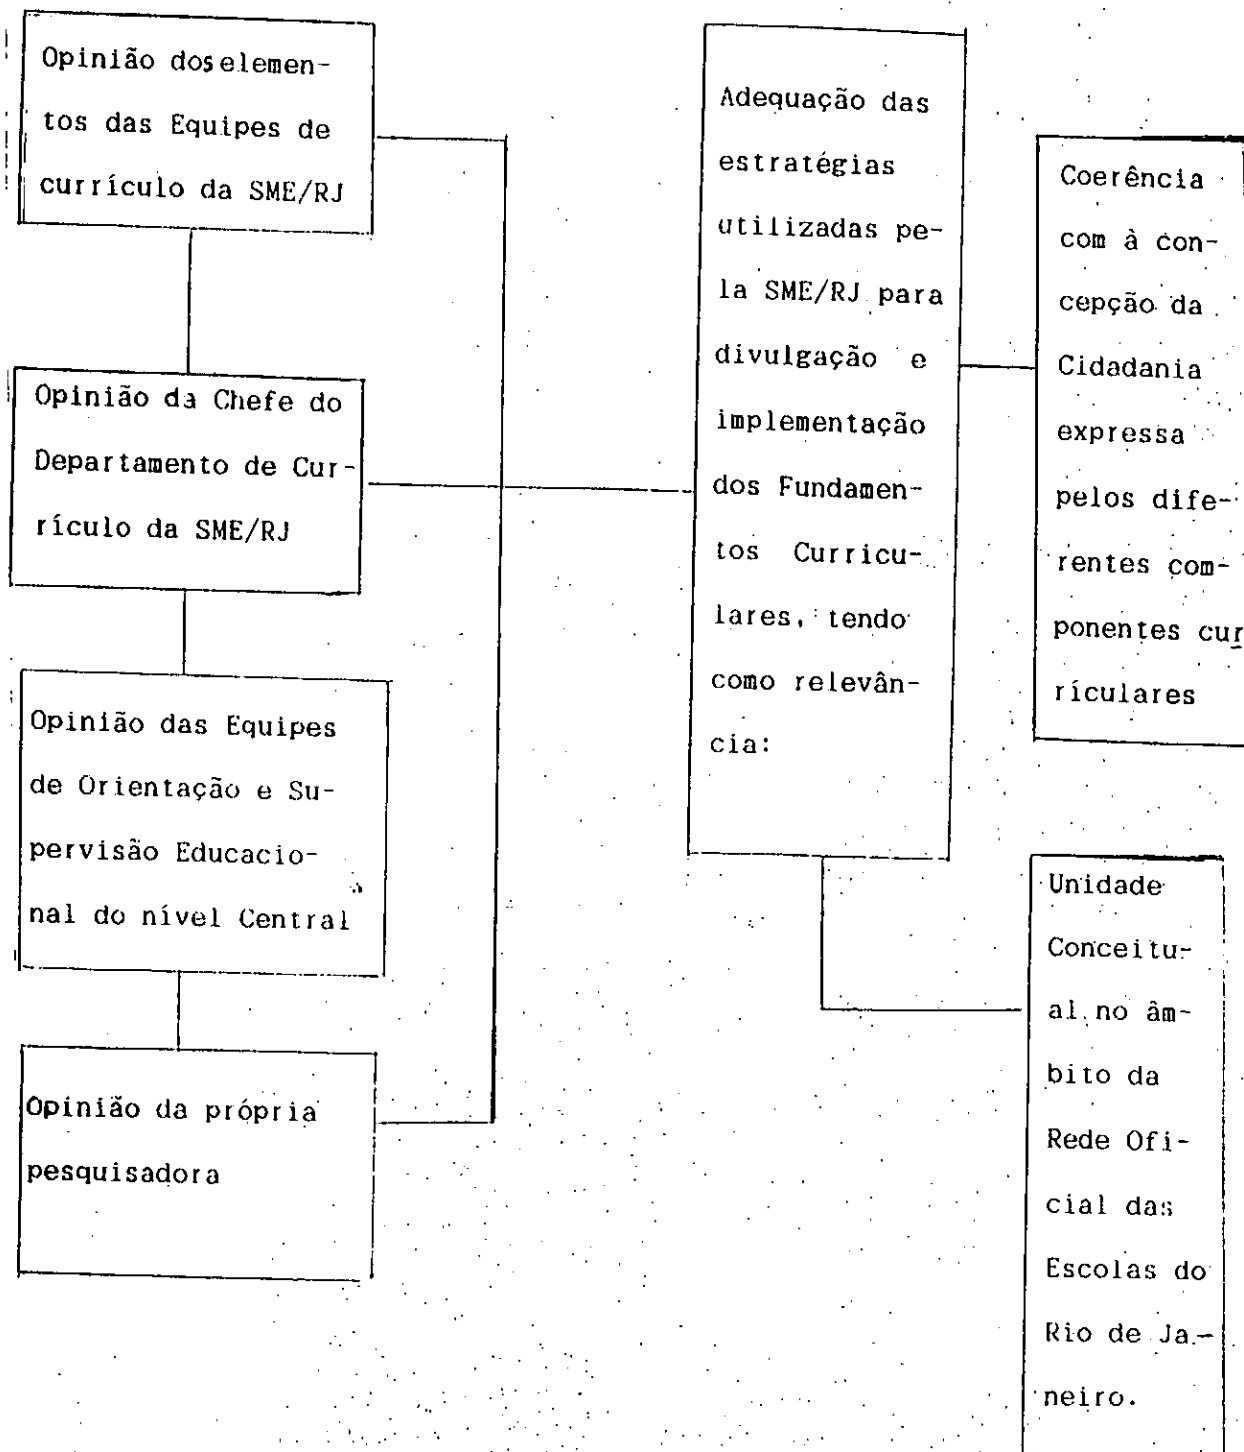 Opinião dos elemen-
tos das Equipes de
currículo da SME/RJ
Opinião da Chefe do
Departamento de Cur-
rículo da SME/RJ
Opinião das Equipes
de Orientação e Su-
pervisão Educacio-
nal do nível Central
Opinião da própria
pesquisadora
Adequação das
estratégias
utilizadas pe-
la SME/RJ para
divulgação e
implementação
dos Fundamen-
tos Curricu-
lares, tendo
como relevân-
cia:
Coerência
com à con-
cepção da
Cidadania
expressa
pelos dife-
rentes com-
ponentes cur
rículares
Unidade
Conceitu-
al no âm-
bito da
Rede Ofi-
cial das
Escolas do
Rio de Ja-
neiro.